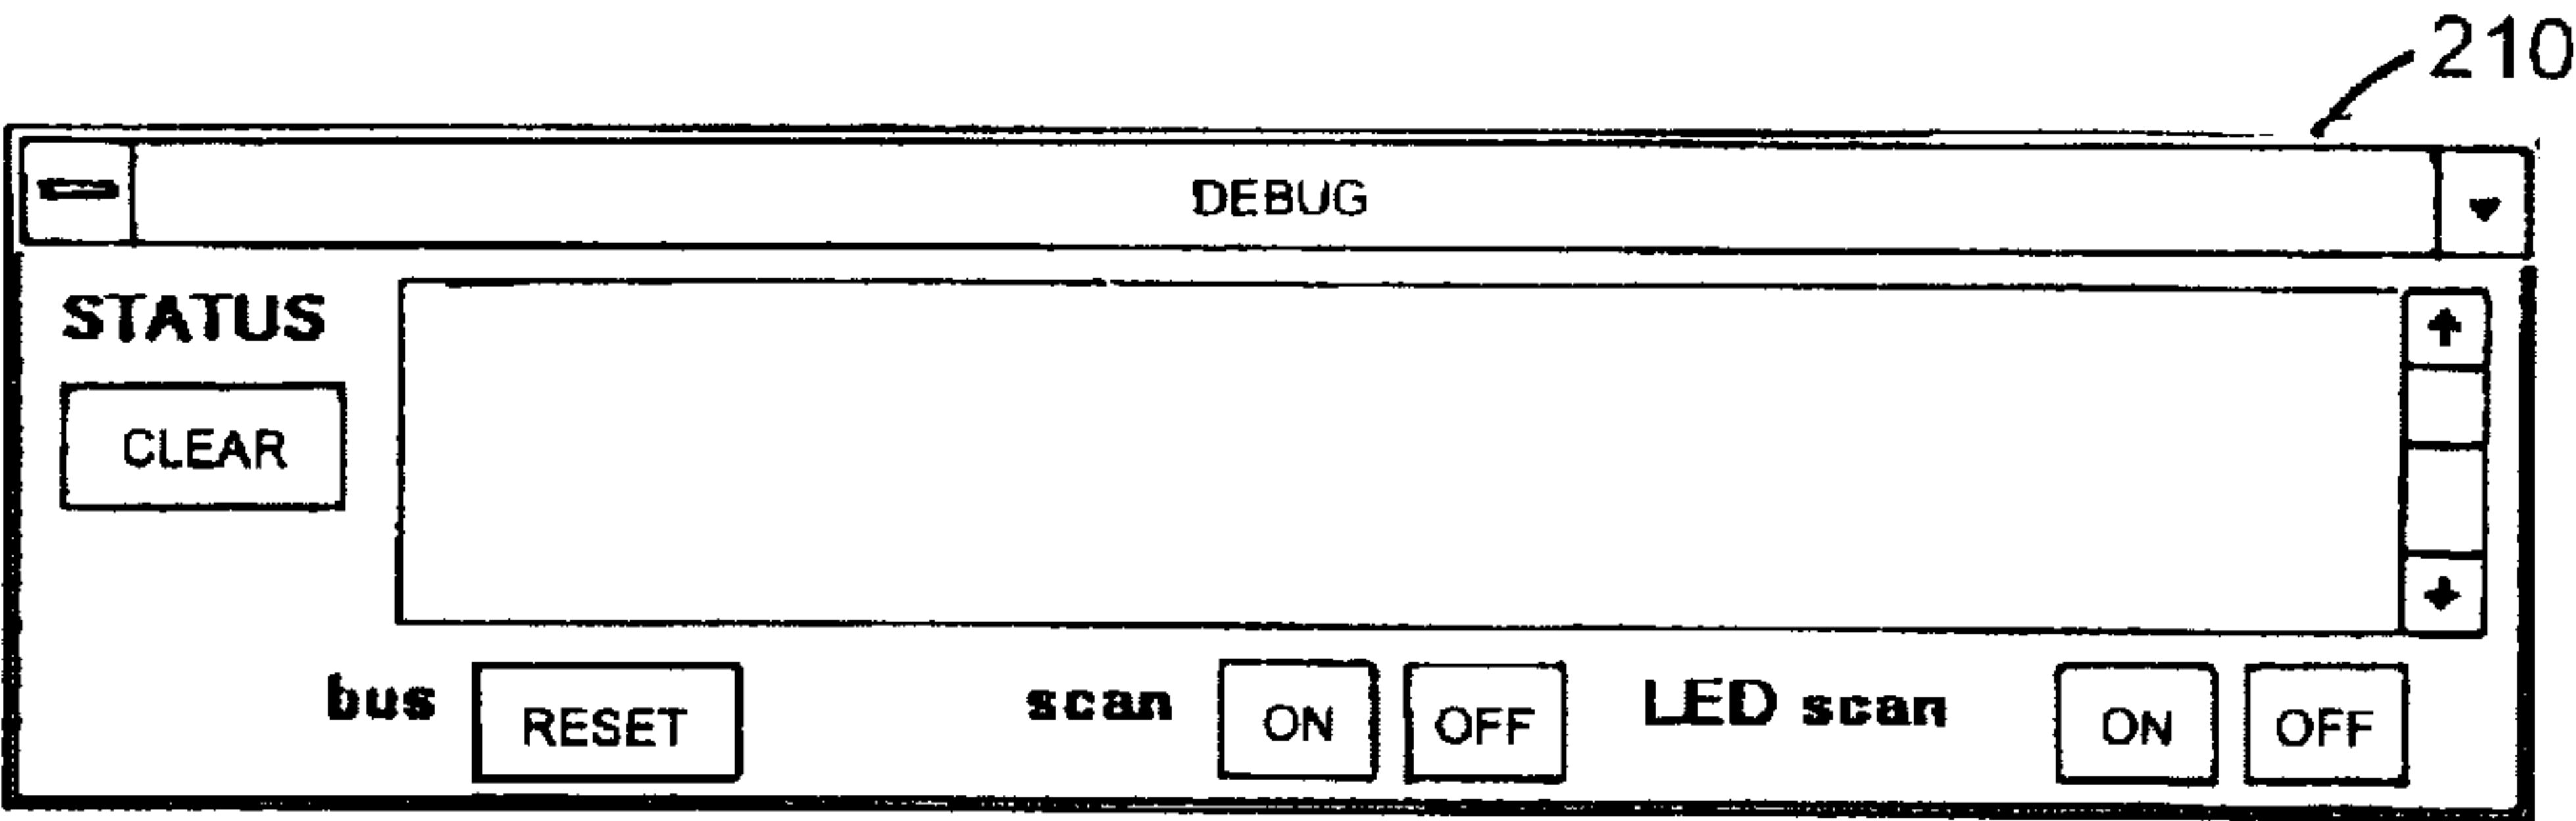 210
DEBUG
STATUS
CLEAR
bus RESET scan ON OFF LED scan ON OFF